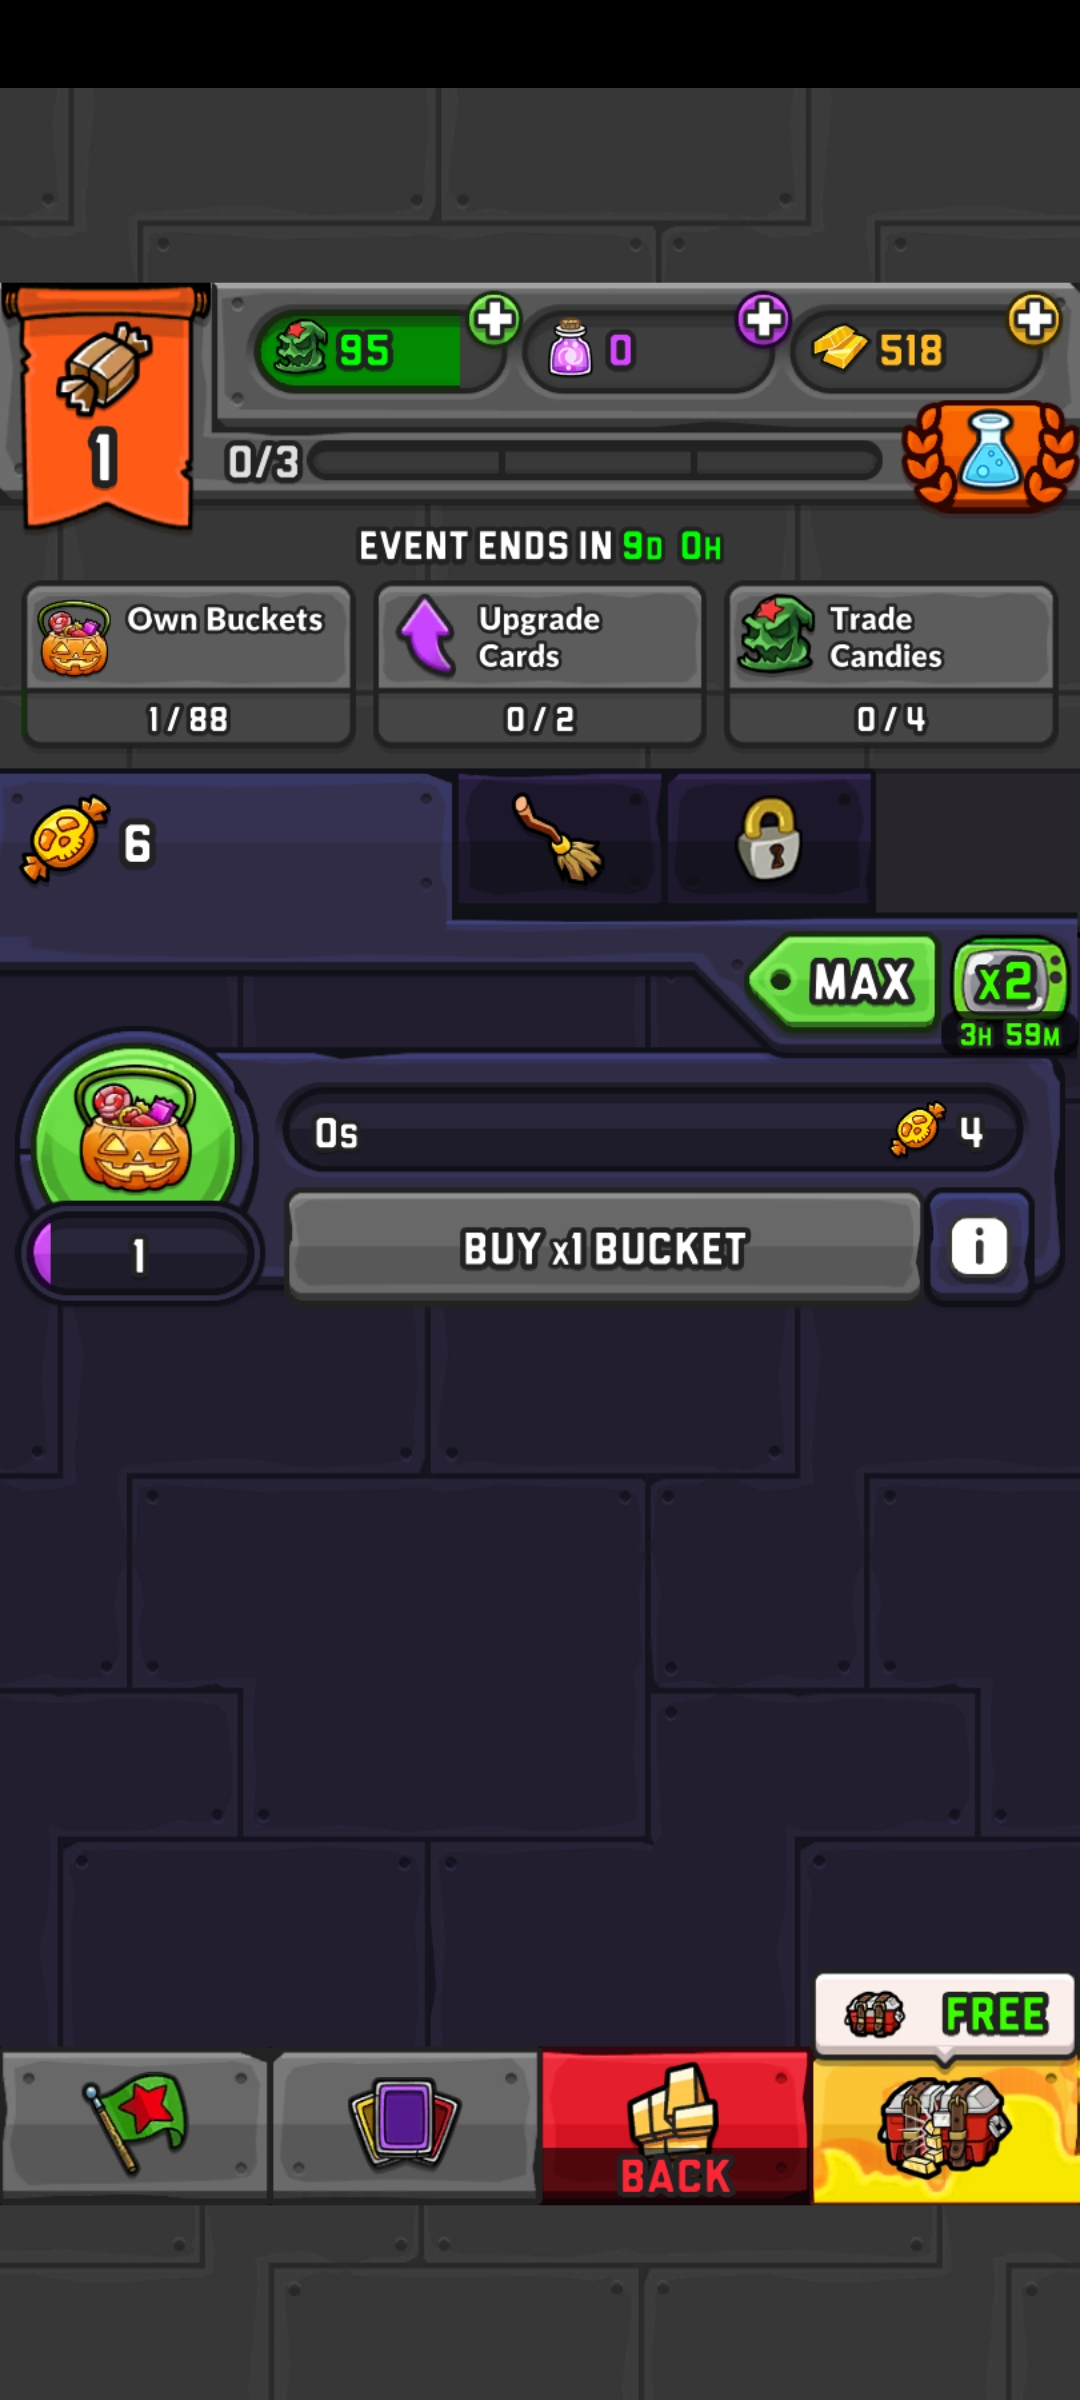 95
0
518
1
0/3
EVENT ENDS IN 9D 0H
Own Buckets
1 / 88
Upgrade
Cards
0 / 2
Trade
Candies
0 / 4
6
MAX
x2
3H 59M
0s
4
1
BUY x1 BUCKET
i
FREE
BACK